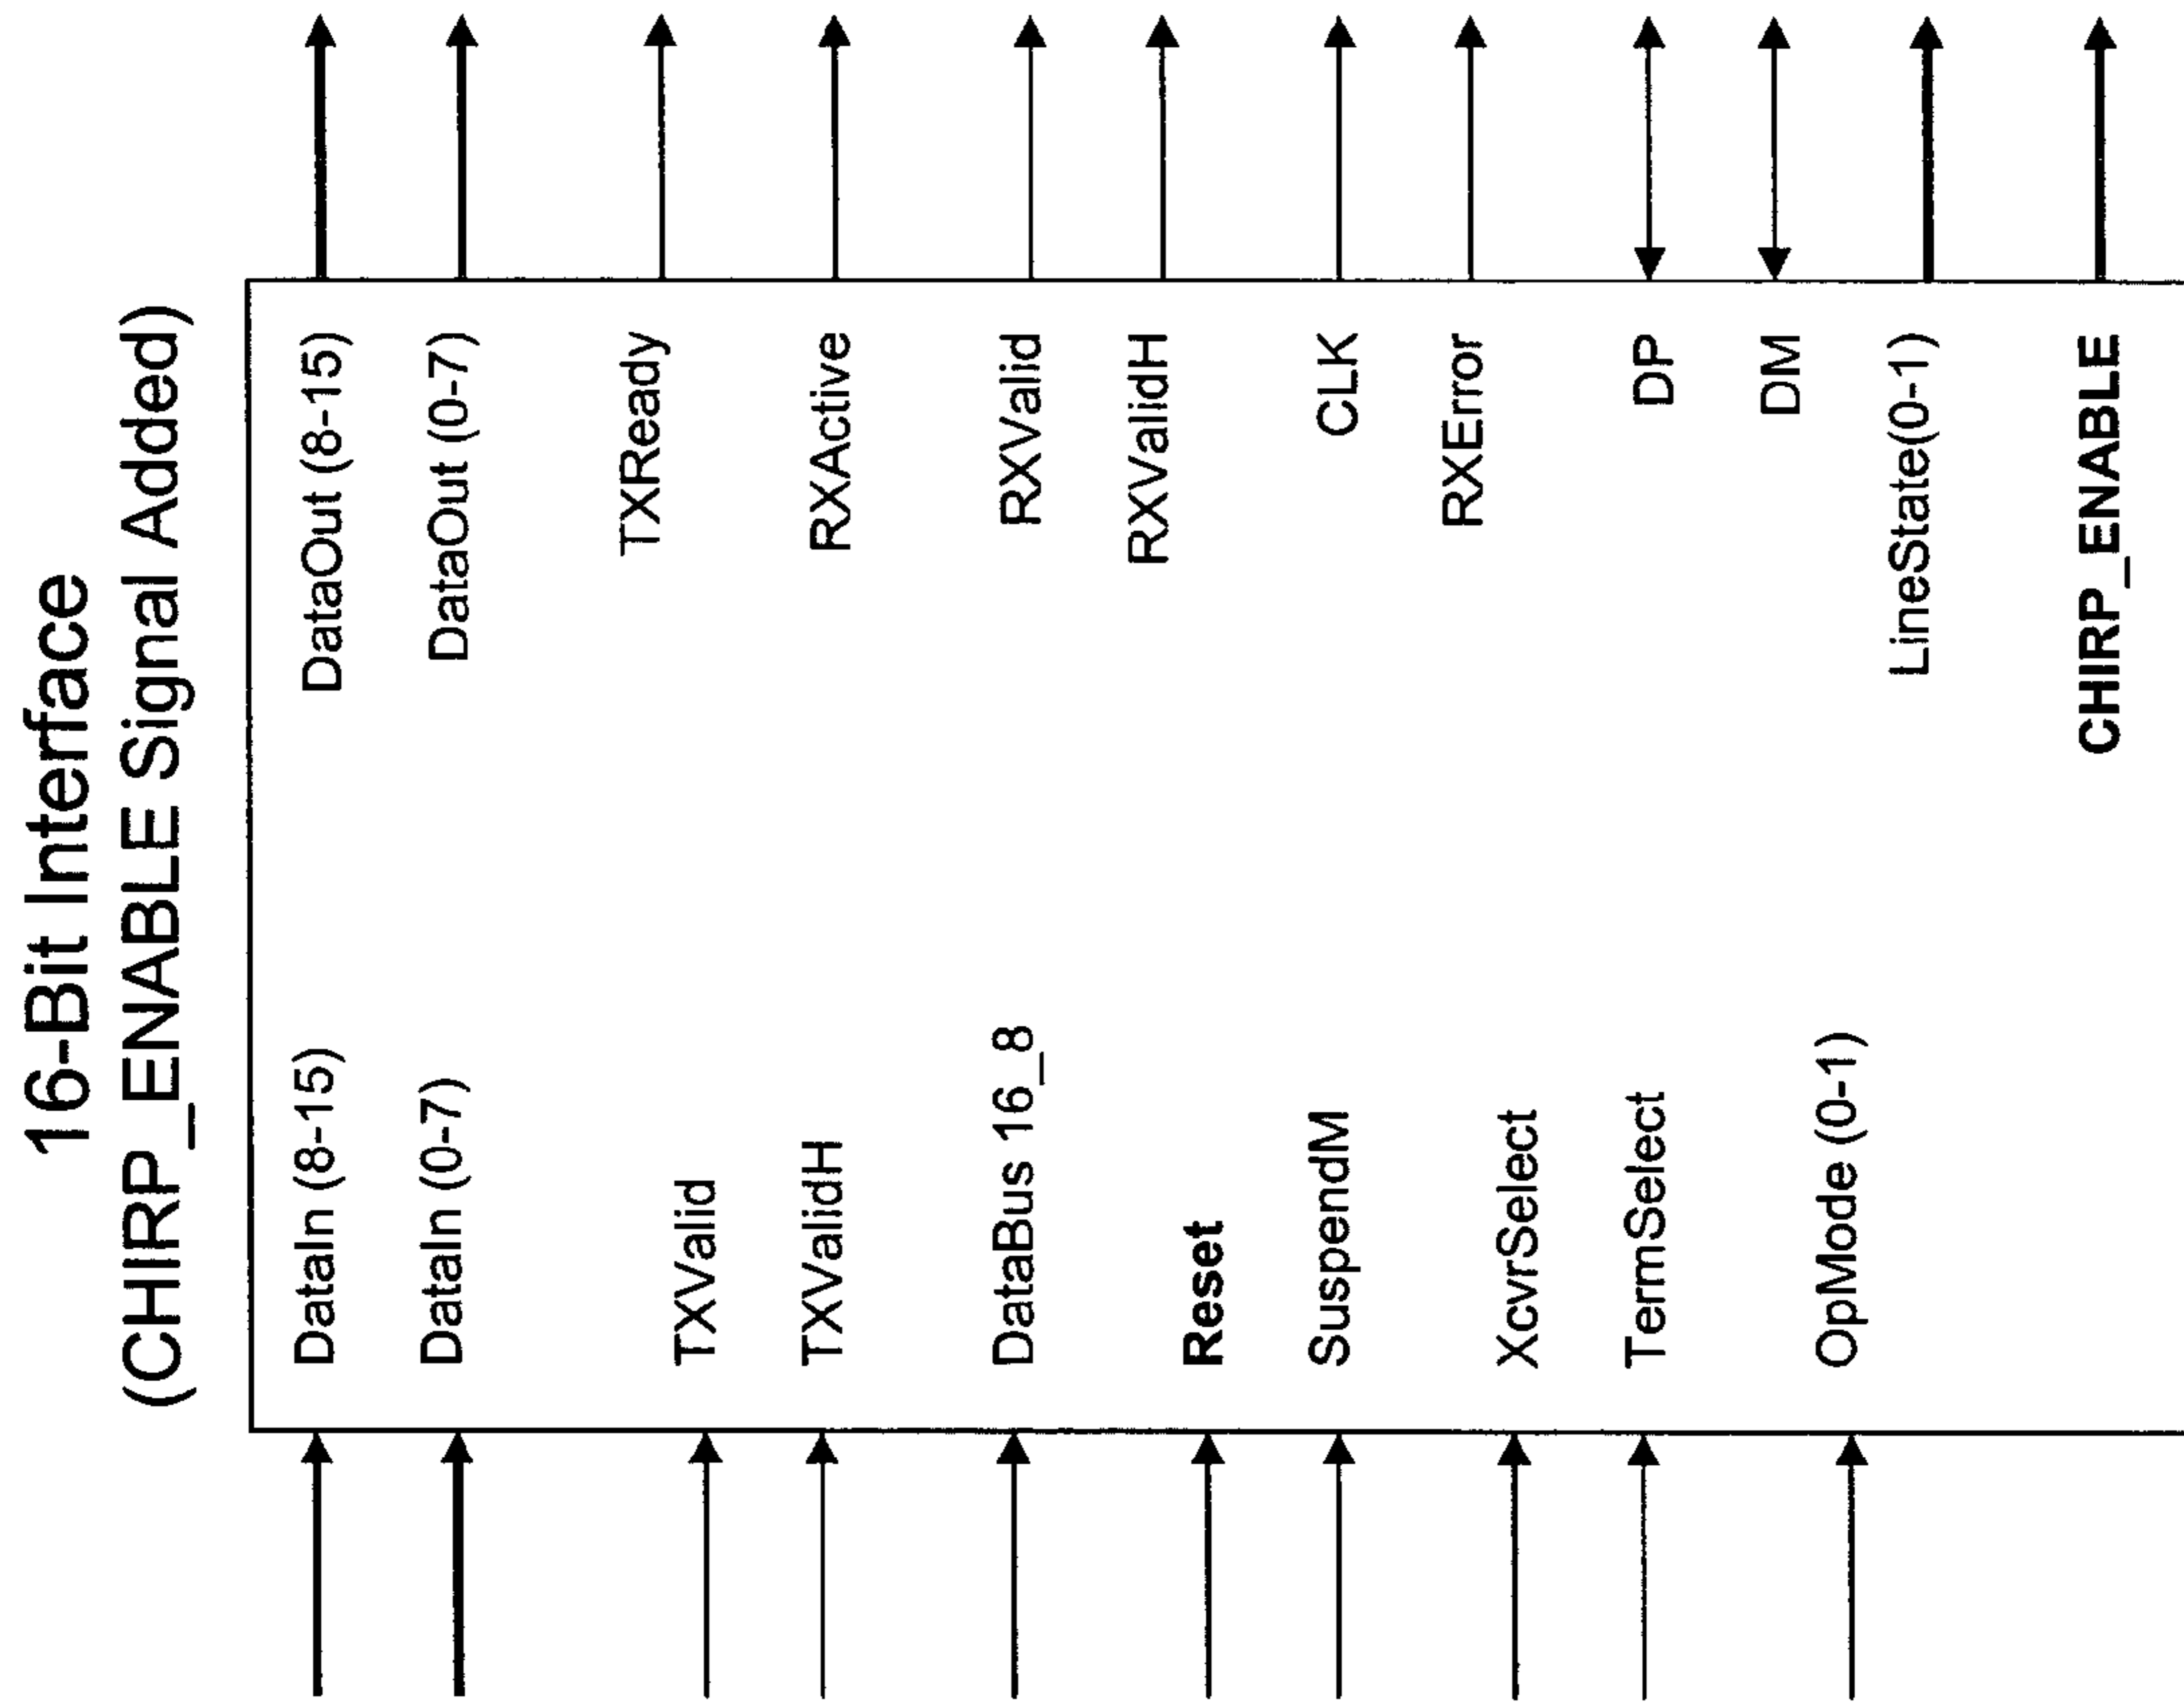 16-Bit Interface
(CHIRP_ENABLE Signal Added)
DataIn (8-15)
DataIn (0-7)
TXValid
TXValidH
DataBus 16_8
Reset
SuspendM
XcvrSelect
TermSelect
OpMode (0-1)
DataOut (8-15)
DataOut (0-7)
TXReady
RXActive
RXValid
RXValidH
CLK
RXError
DP
DM
LineState(0-1)
CHIRP_ENABLE